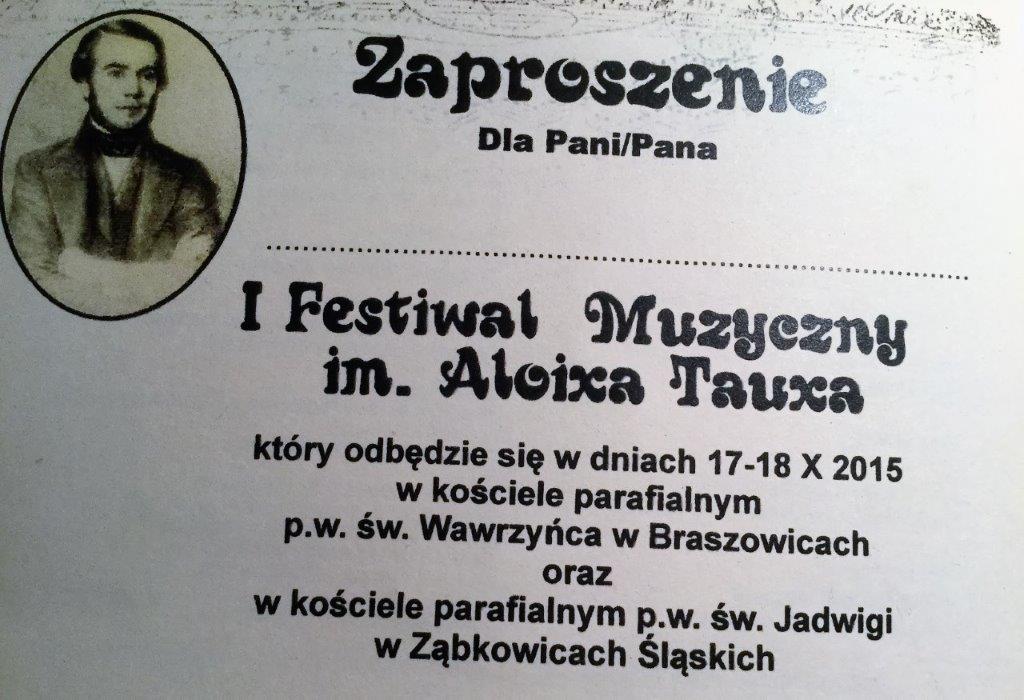 Zaproszenie
Dla Pani/Pana
I Festiwal Muzyczny
im. Aloixa Tauxa
który odbędzie się w dniach 17-18 X 2015
w kościele parafialnym
p.w. św. Wawrzyńca w Braszowicach
oraz
w kościele parafialnym p.w. św. Jadwigi
w Ząbkowicach Śląskich